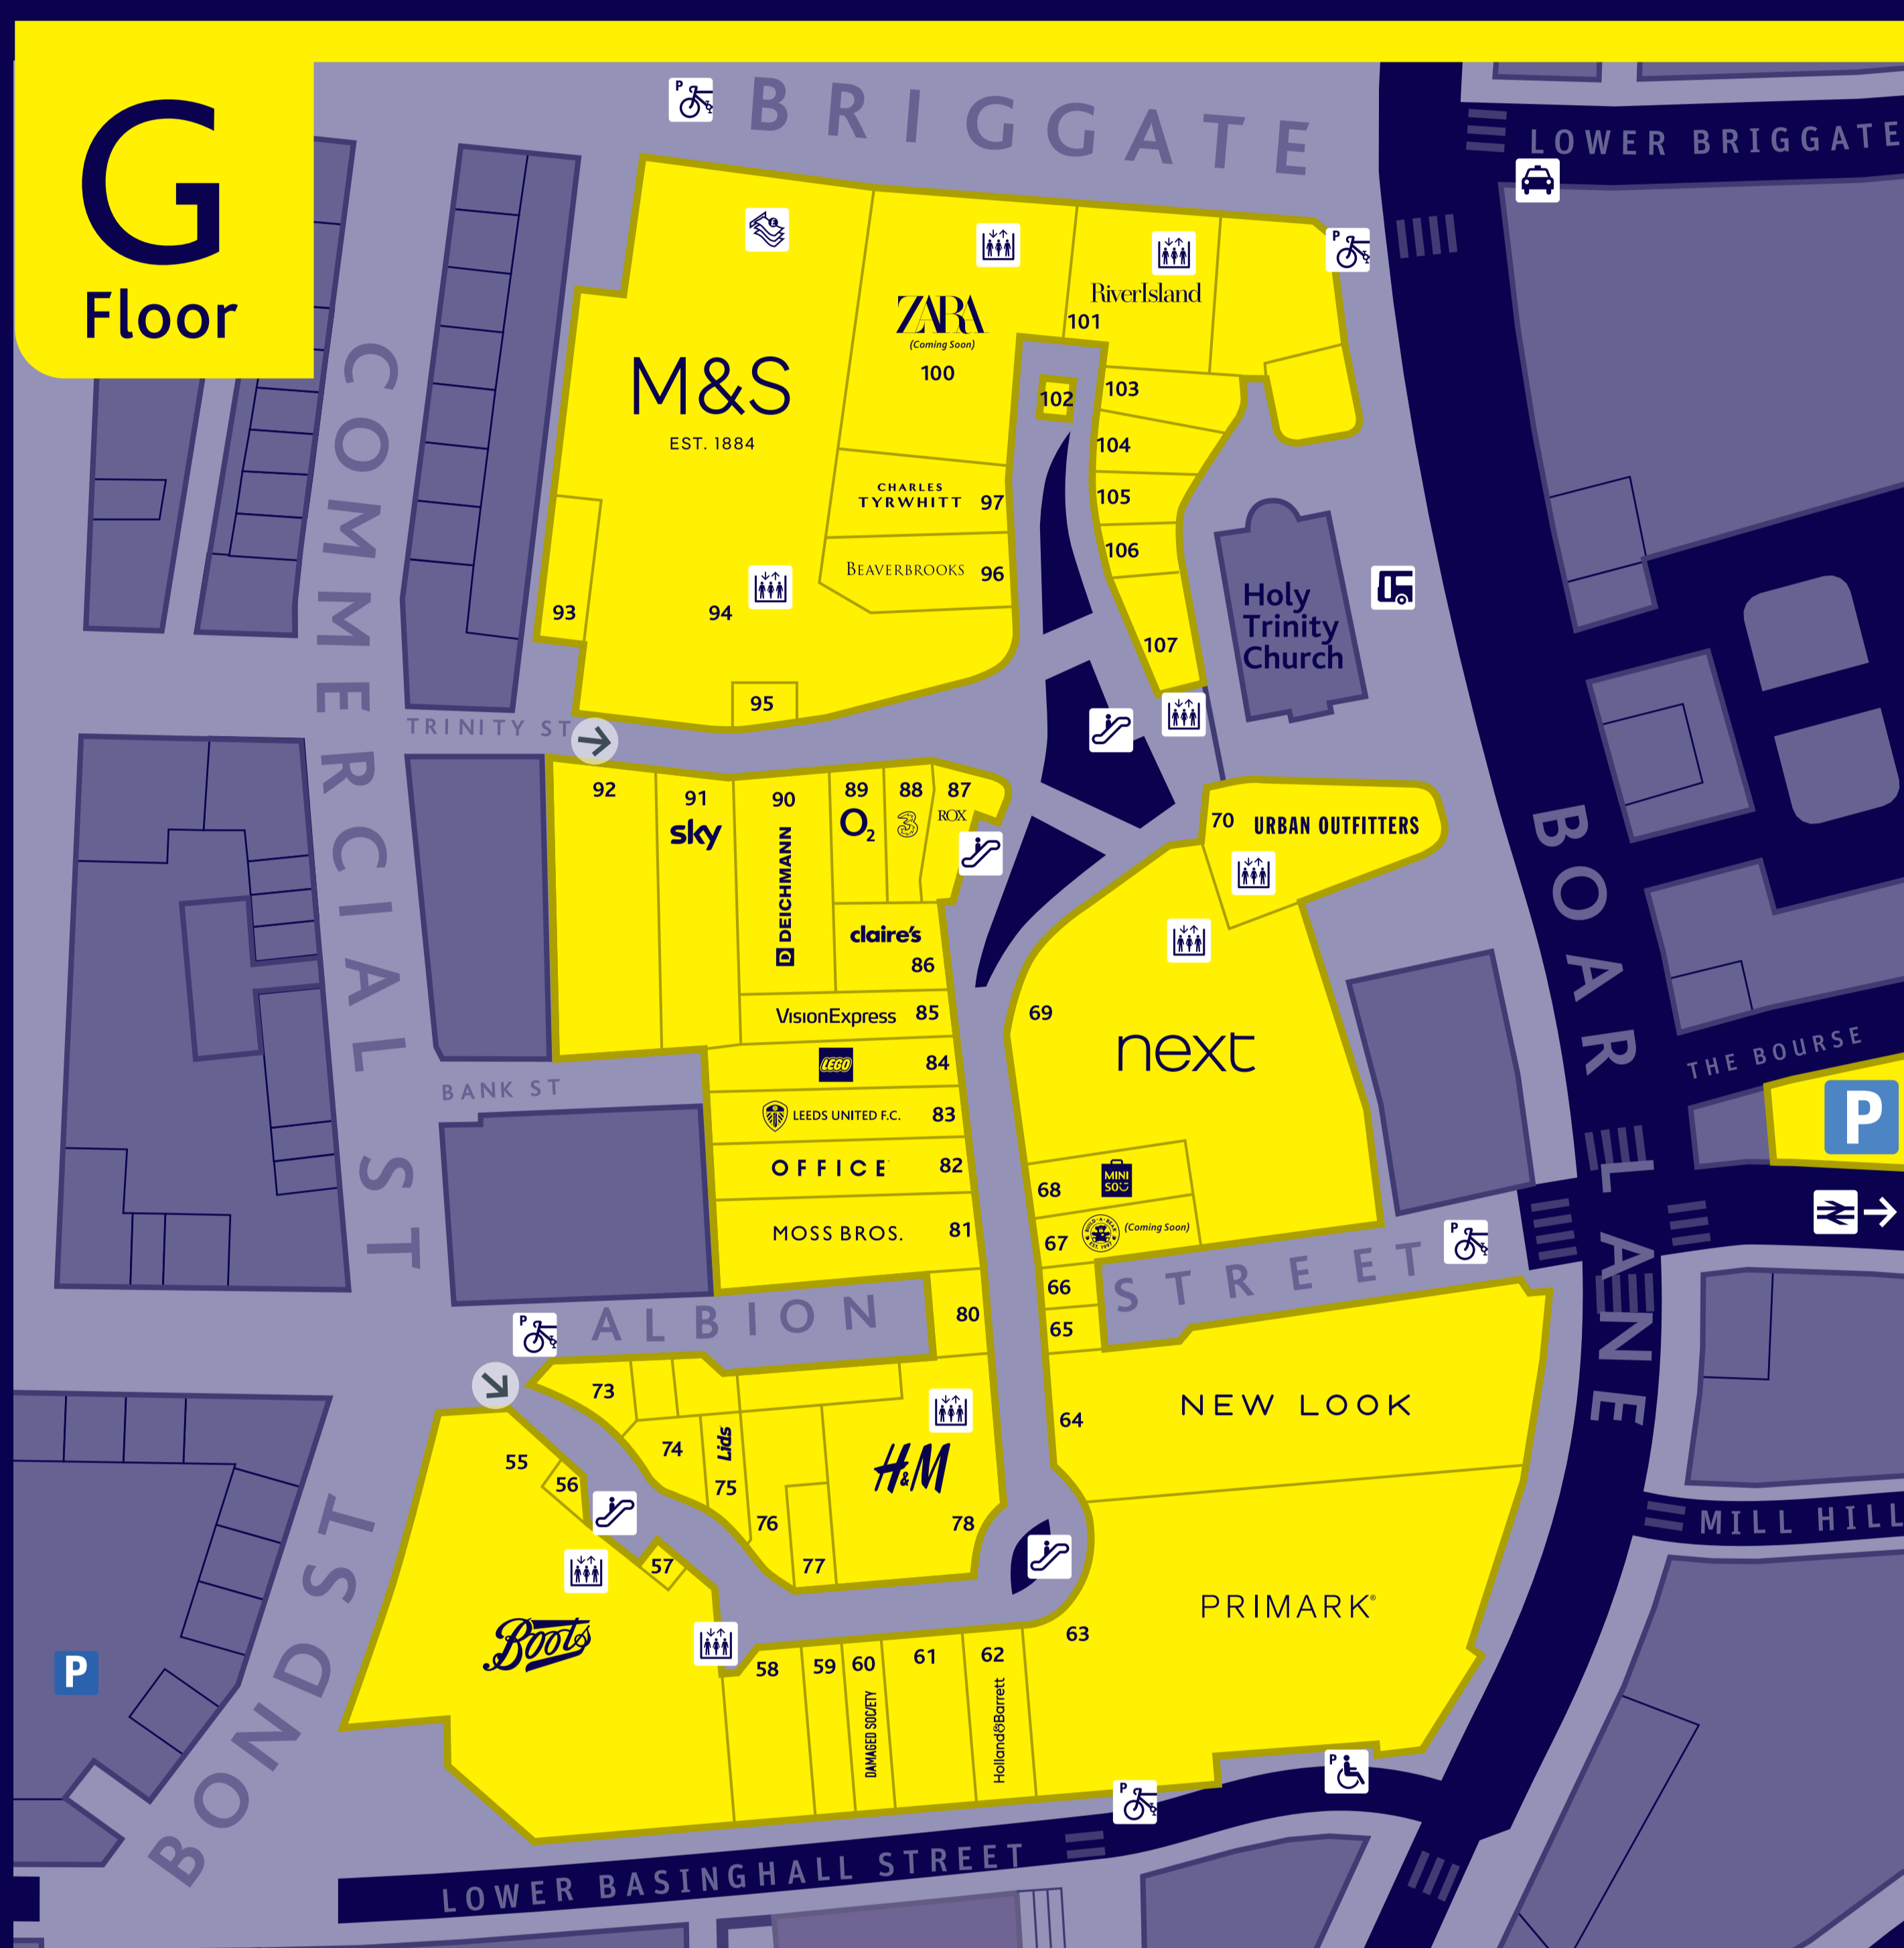 G
Floor
BRIGGATE
LOWER BRIGGATE
COMMERCIAL ST
M&S
EST. 1884
ZARA
(Coming Soon)
100
RiverIsland
101
102
103
104
105
106
107
CHARLES
TYRWHITT 97
BEAVERBROOKS 96
93
94
95
Holy
Trinity
Church
TRINITY ST
92
91
sky
90
DEICHMANN
89
O2
88
3
87
ROX
claire's
86
VisionExpress 85
LEGO 84
LEEDS UNITED F.C. 83
OFFICE 82
MOSS BROS. 81
80
70 URBAN OUTFITTERS
69
next
68
MINI
SO
67
BUILD-A-BEAR
EST. 1997
(Coming Soon)
66
65
BOAR LANE
THE BOURSE
P
BANK ST
ALBION STREET
73
74
Lids
75
76
77
H&M
78
64
NEW LOOK
55
56
57
Boots
58
59
60
DAMAGED SOCIETY
61
62
Holland&Barrett
63
PRIMARK
MILL HILL
BOND ST
P
LOWER BASINGHALL STREET
P
P
P
P
P
P